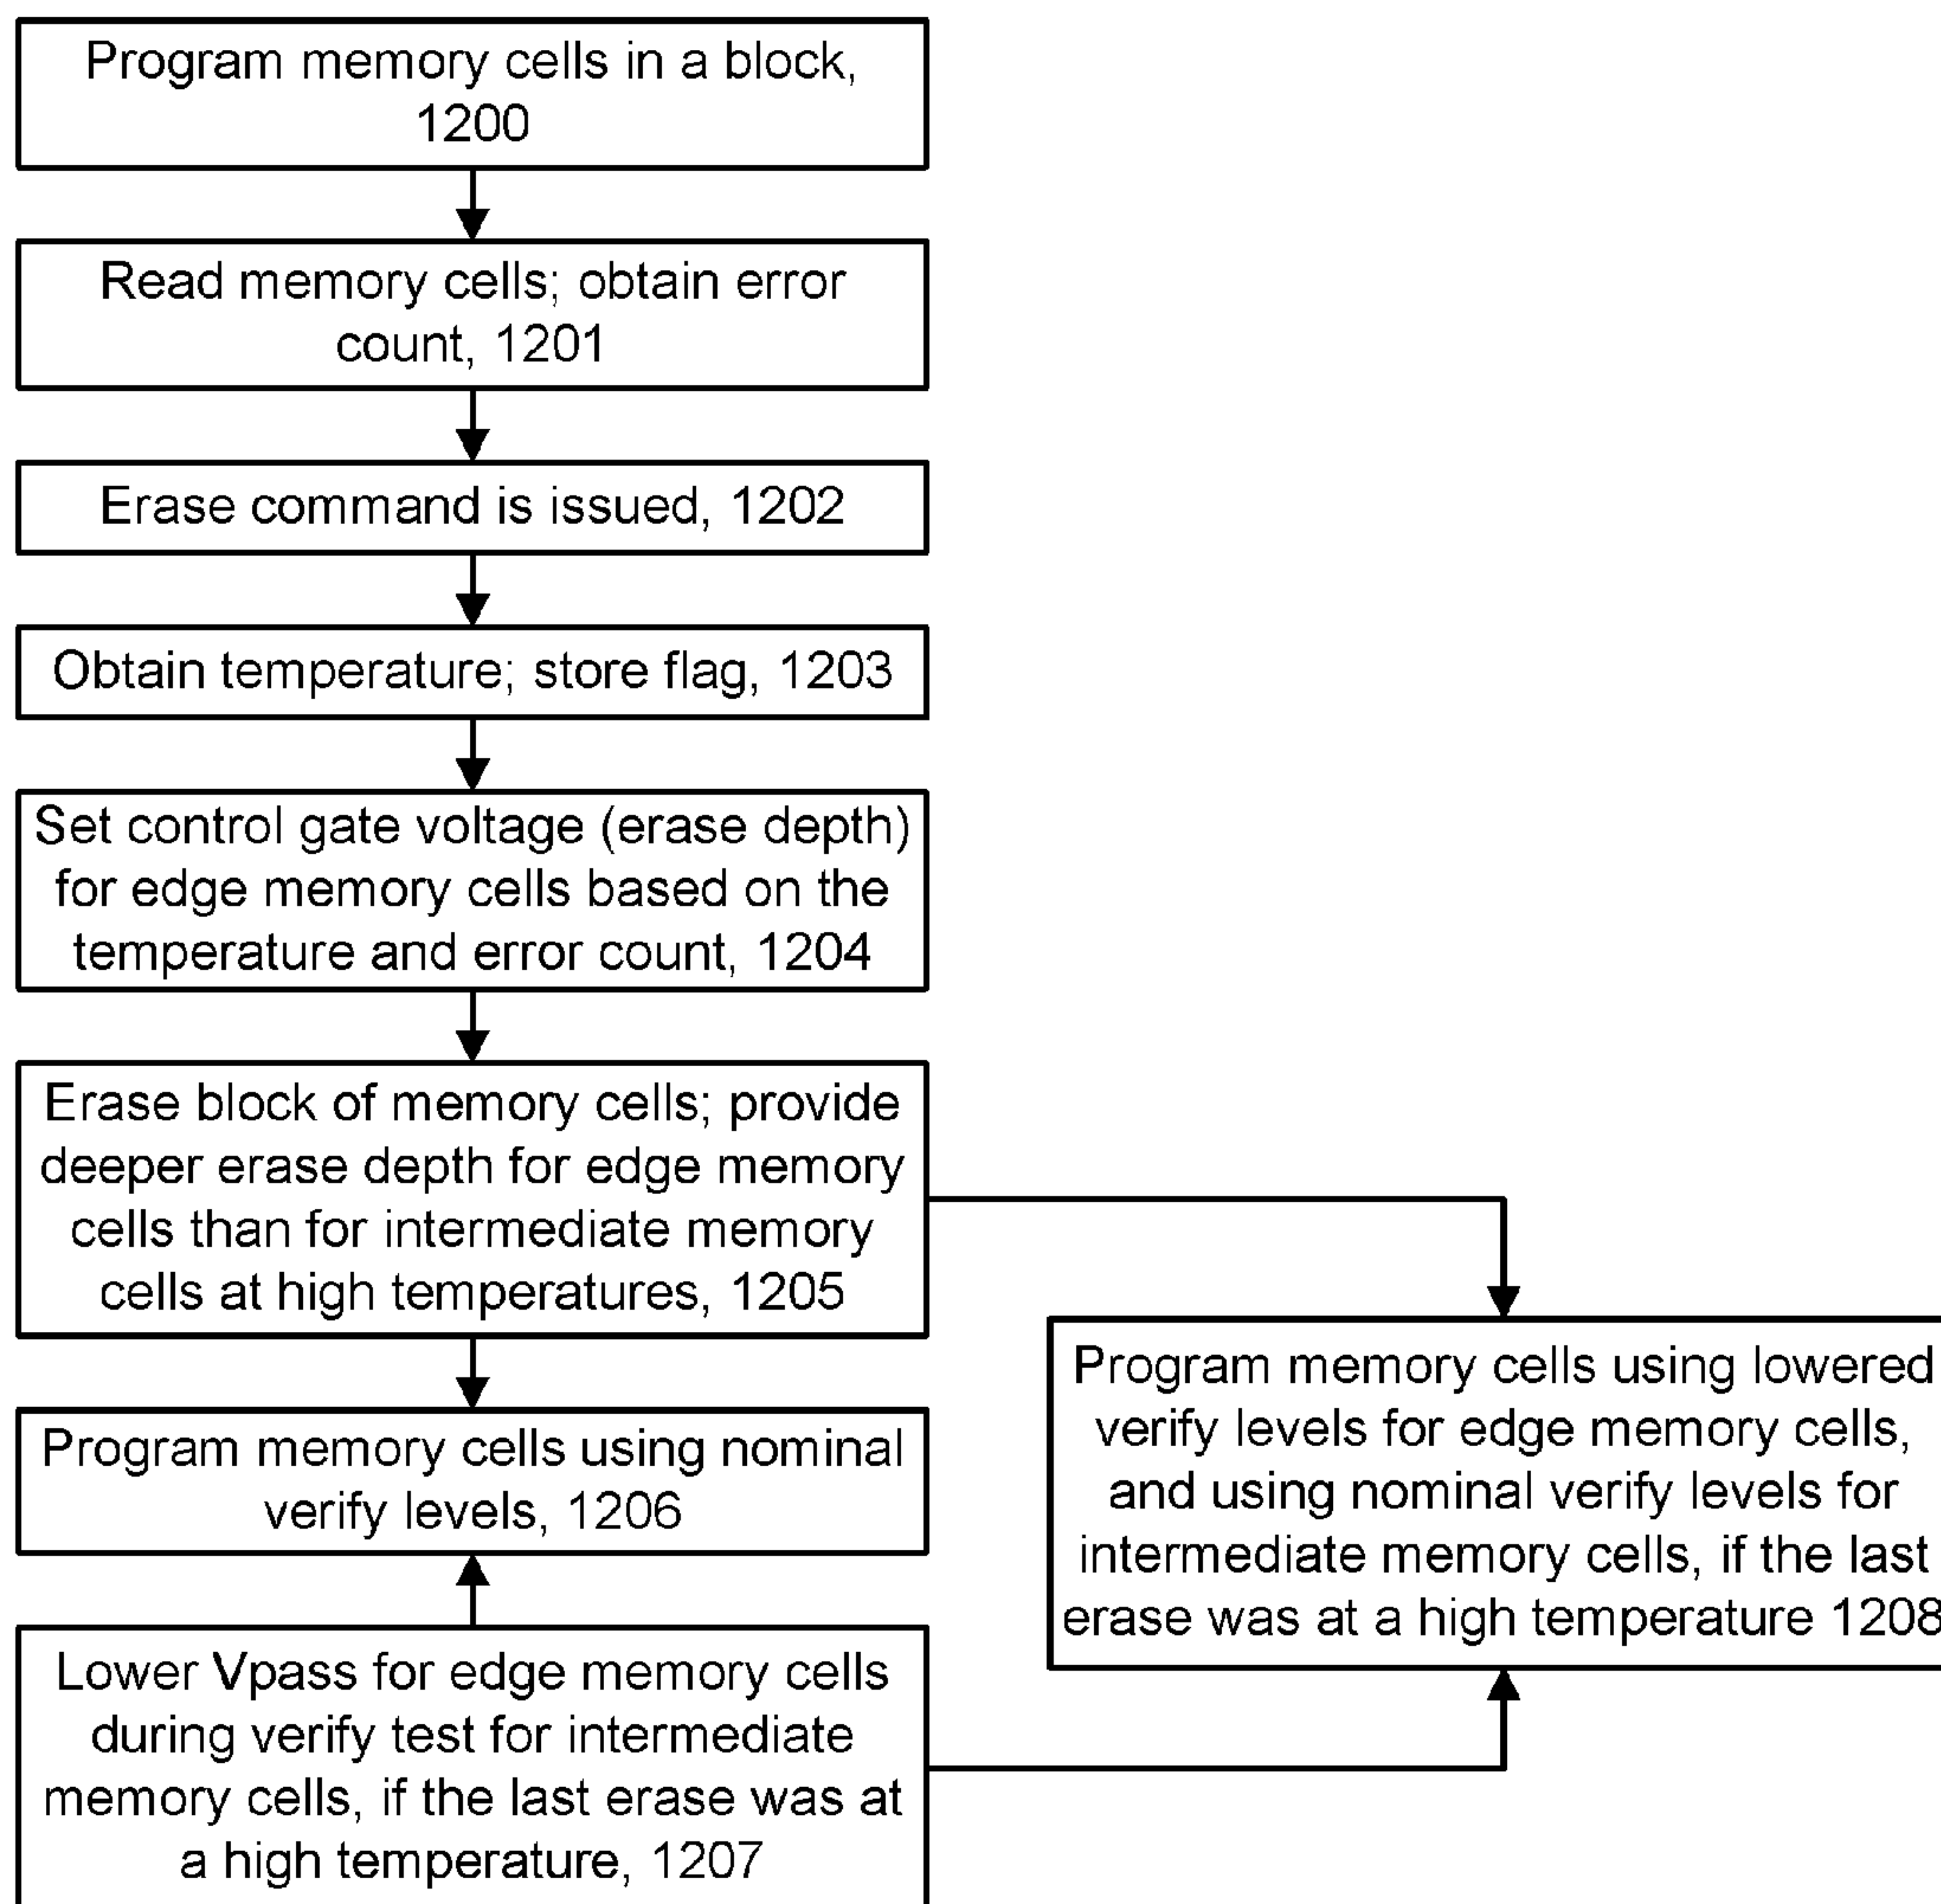 Program memory cells in a block,
1200
Read memory cells; obtain error
count, 1201
Erase command is issued, 1202
Obtain temperature; store flag, 1203
Set control gate voltage (erase depth)
for edge memory cells based on the
temperature and error count, 1204
Erase block of memory cells; provide
deeper erase depth for edge memory
cells than for intermediate memory
cells at high temperatures, 1205
Program memory cells using nominal
verify levels, 1206
Lower Vpass for edge memory cells
during verify test for intermediate
memory cells, if the last erase was at
a high temperature, 1207
Program memory cells using lowered
verify levels for edge memory cells,
and using nominal verify levels for
intermediate memory cells, if the last
erase was at a high temperature 1208